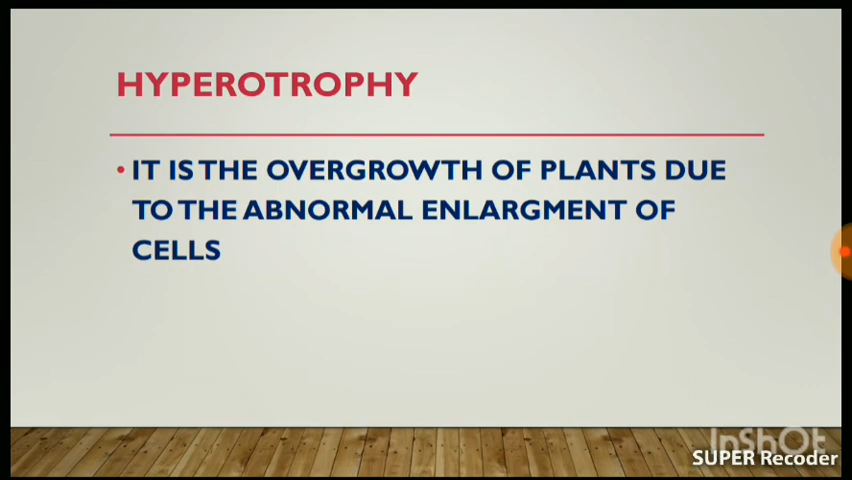 HYPEROTROPHY
• IT IS THE OVERGROWTH OF PLANTS DUE
TO THE ABNORMAL ENLARGMENT OF
CELLS
InShOt
SUPER Recoder